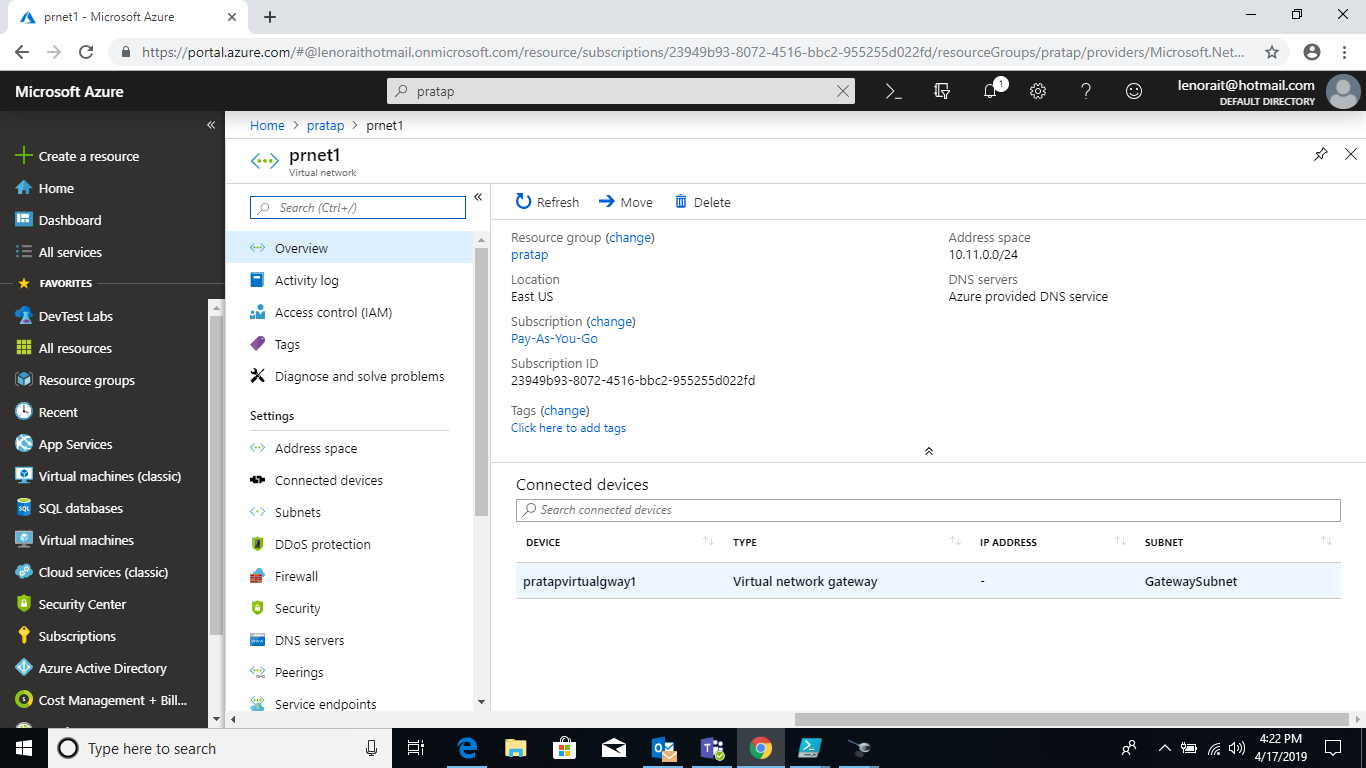 prnet1 - Microsoft Azure
https://portal.azure.com/#@lenoraithotmail.onmicrosoft.com/resource/subscriptions/23949b93-8072-4516-bbc2-955255d022fd/resourceGroups/pratap/providers/Microsoft.Net...
Microsoft Azure
pratap
1
lenorait@hotmail.com
DEFAULT DIRECTORY
Create a resource
Home
Dashboard
All services
FAVORITES
DevTest Labs
All resources
Resource groups
Recent
App Services
Virtual machines (classic)
SQL databases
Virtual machines
Cloud services (classic)
Security Center
Subscriptions
Azure Active Directory
Cost Management + Bill...
Home > pratap > prnet1
prnet1
Virtual network
Search (Ctrl+/)
Overview
Activity log
Access control (IAM)
Tags
Diagnose and solve problems
Settings
Address space
Connected devices
Subnets
DDoS protection
Firewall
Security
DNS servers
Peerings
Service endpoints
Refresh Move Delete
Resource group (change)
pratap
Location
East US
Subscription (change)
Pay-As-You-Go
Subscription ID
23949b93-8072-4516-bbc2-955255d022fd
Tags (change)
Click here to add tags
Address space
10.11.0.0/24
DNS servers
Azure provided DNS service
Connected devices
Search connected devices
DEVICE TYPE IP ADDRESS SUBNET
pratapvirtualgway1 Virtual network gateway - GatewaySubnet
Type here to search
4:22 PM
4/17/2019